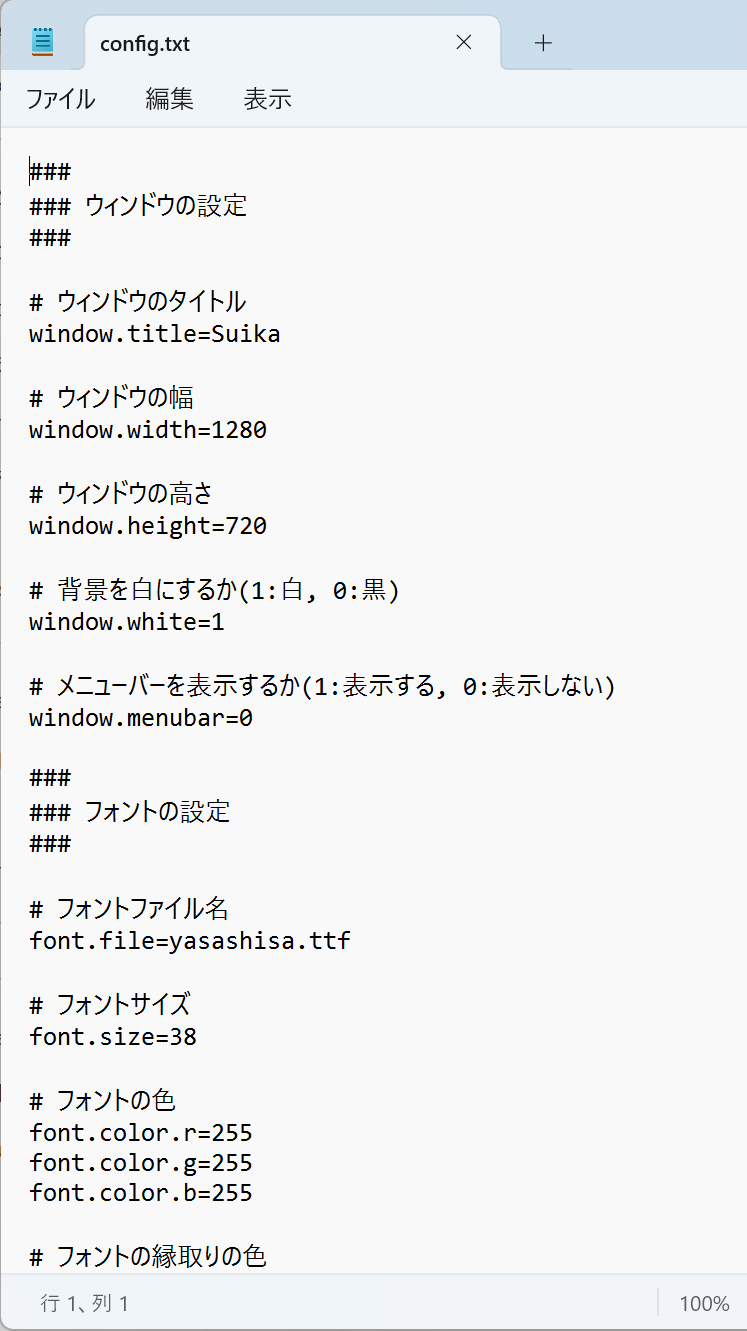 config.txt
ファイル 編集 表示
###
### ウィンドウの設定
###
# ウィンドウのタイトル
window.title=Suika
# ウィンドウの幅
window.width=1280
# ウィンドウの高さ
window.height=720
# 背景を白にするか(1:白, 0:黒)
window.white=1
# メニューバーを表示するか(1:表示する, 0:表示しない)
window.menubar=0
###
### フォントの設定
###
# フォントファイル名
font.file=yasashisa.ttf
# フォントサイズ
font.size=38
# フォントの色
font.color.r=255
font.color.g=255
font.color.b=255
# フォントの縁取りの色
行 1、列 1 100%